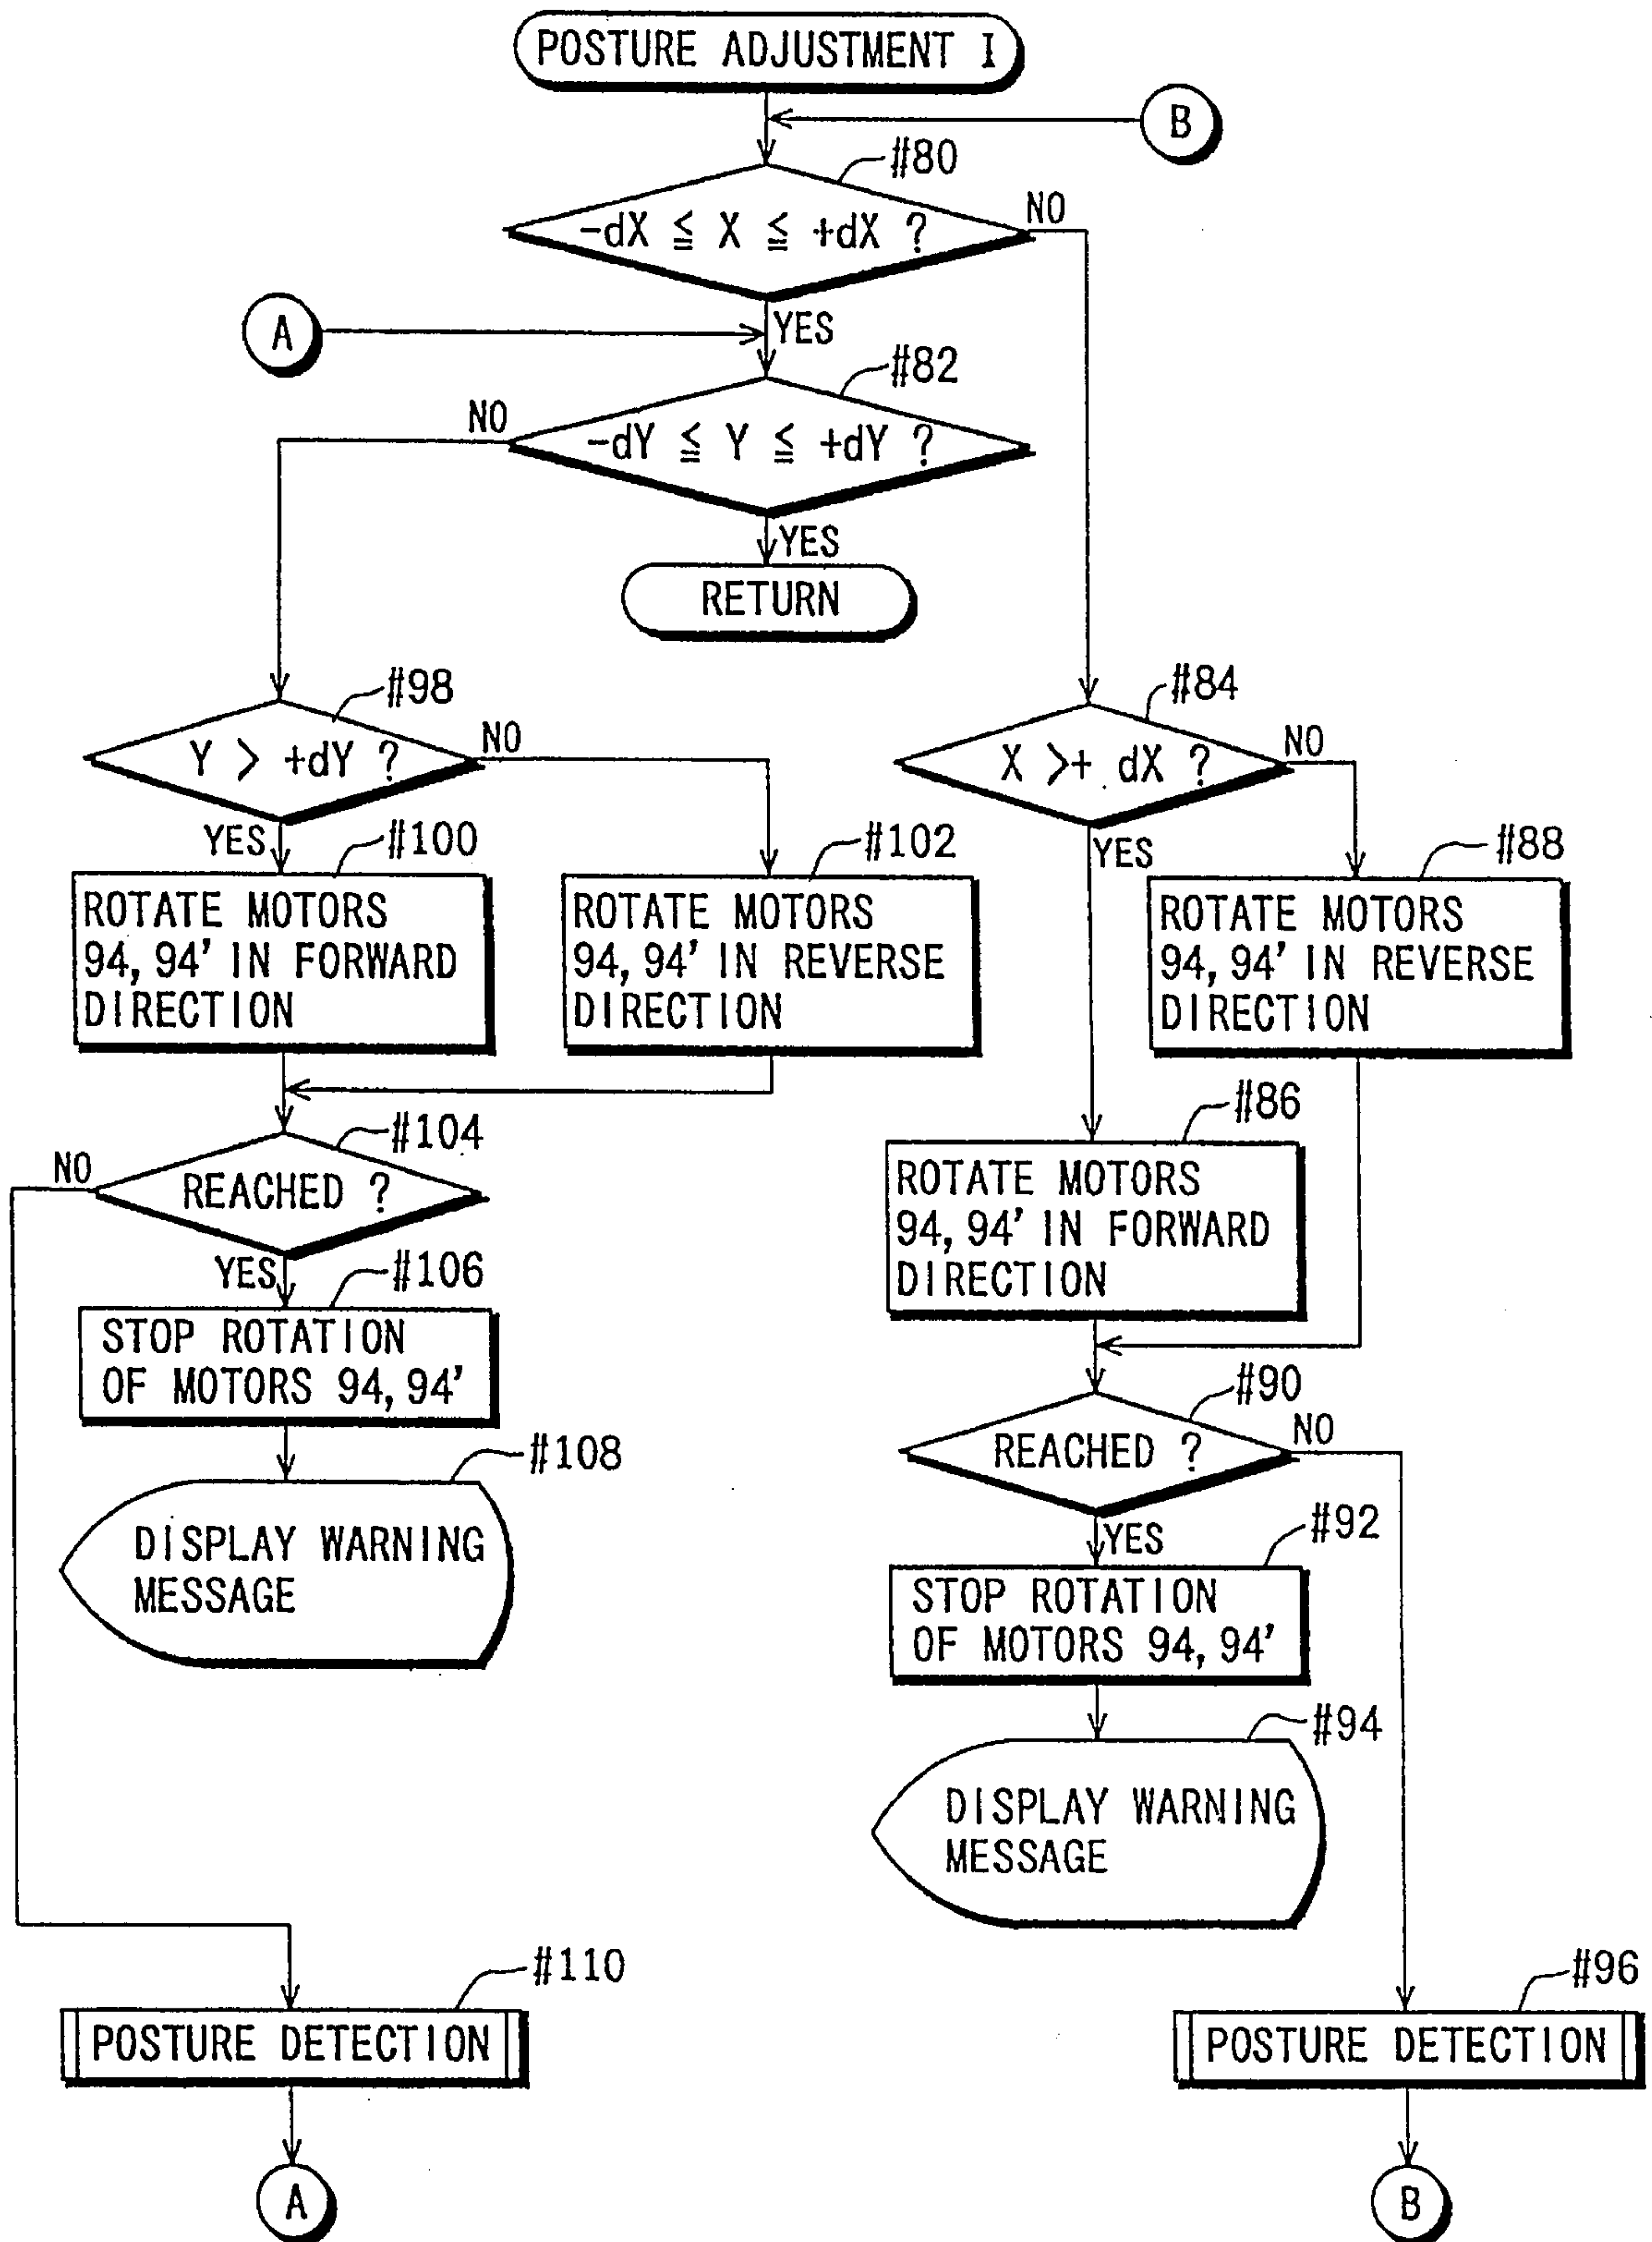 POSTURE ADJUSTMENT I
B
#80
-dX ≦ X ≦ +dX ?
NO
A
YES
#82
NO
-dY ≦ Y ≦ +dY ?
YES
RETURN
#98
Y > +dY ?
NO
YES
#84
X >+ dX ?
NO
YES
#100
ROTATE MOTORS
94, 94' IN FORWARD
DIRECTION
#102
ROTATE MOTORS
94, 94' IN REVERSE
DIRECTION
#88
ROTATE MOTORS
94, 94' IN REVERSE
DIRECTION
#86
ROTATE MOTORS
94, 94' IN FORWARD
DIRECTION
#104
NO
REACHED ?
YES
#106
STOP ROTATION
OF MOTORS 94, 94'
#108
DISPLAY WARNING
MESSAGE
#90
REACHED ?
NO
YES
#92
STOP ROTATION
OF MOTORS 94, 94'
#94
DISPLAY WARNING
MESSAGE
#110
POSTURE DETECTION
A
#96
POSTURE DETECTION
B